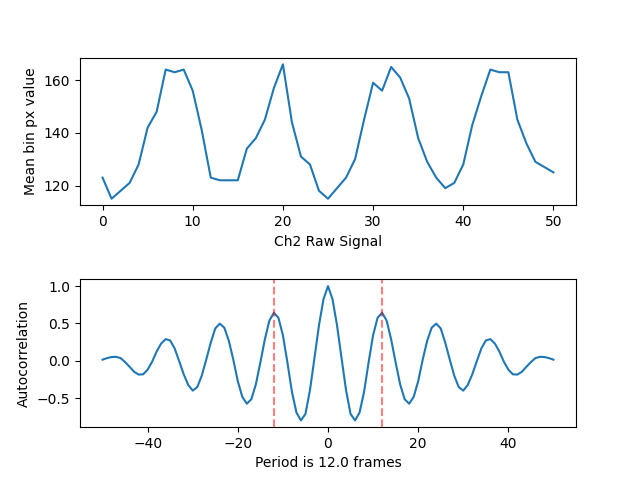 Mean bin px value
160
140
120
0 10 20 30 40 50
Ch2 Raw Signal
Autocorrelation
1.0
0.5
0.0
−0.5
−40 −20 0 20 40
Period is 12.0 frames